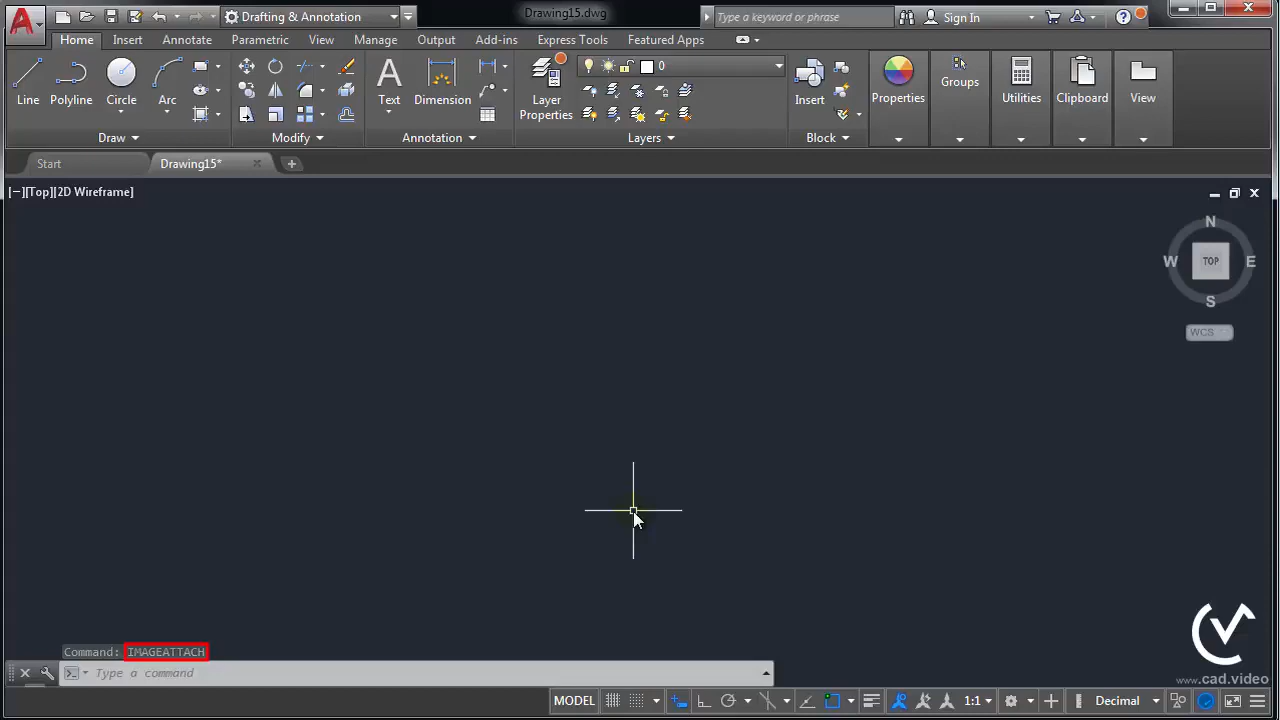 Drafting & Annotation
Drawing15.dwg
Type a keyword or phrase
Sign In
Home Insert Annotate Parametric View Manage Output Add-ins Express Tools Featured Apps
Line Polyline Circle Arc
Text Dimension
Layer Properties
0
Insert
Properties Groups Utilities Clipboard View
Draw Modify Annotation Layers Block
Start Drawing15* +
[−][Top][2D Wireframe]
N
W TOP E
S
WCS
Command: IMAGEATTACH
Type a command
MODEL 1:1 Decimal
www.cad.video